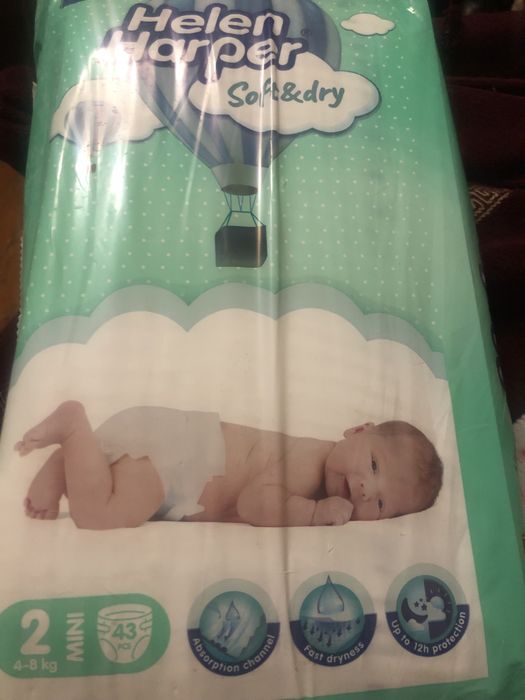 Helen
Harper
Soft&dry
2
MINI
4-8 kg
43
PCS
Absorption channel
Fast dryness
Up to 12h protection